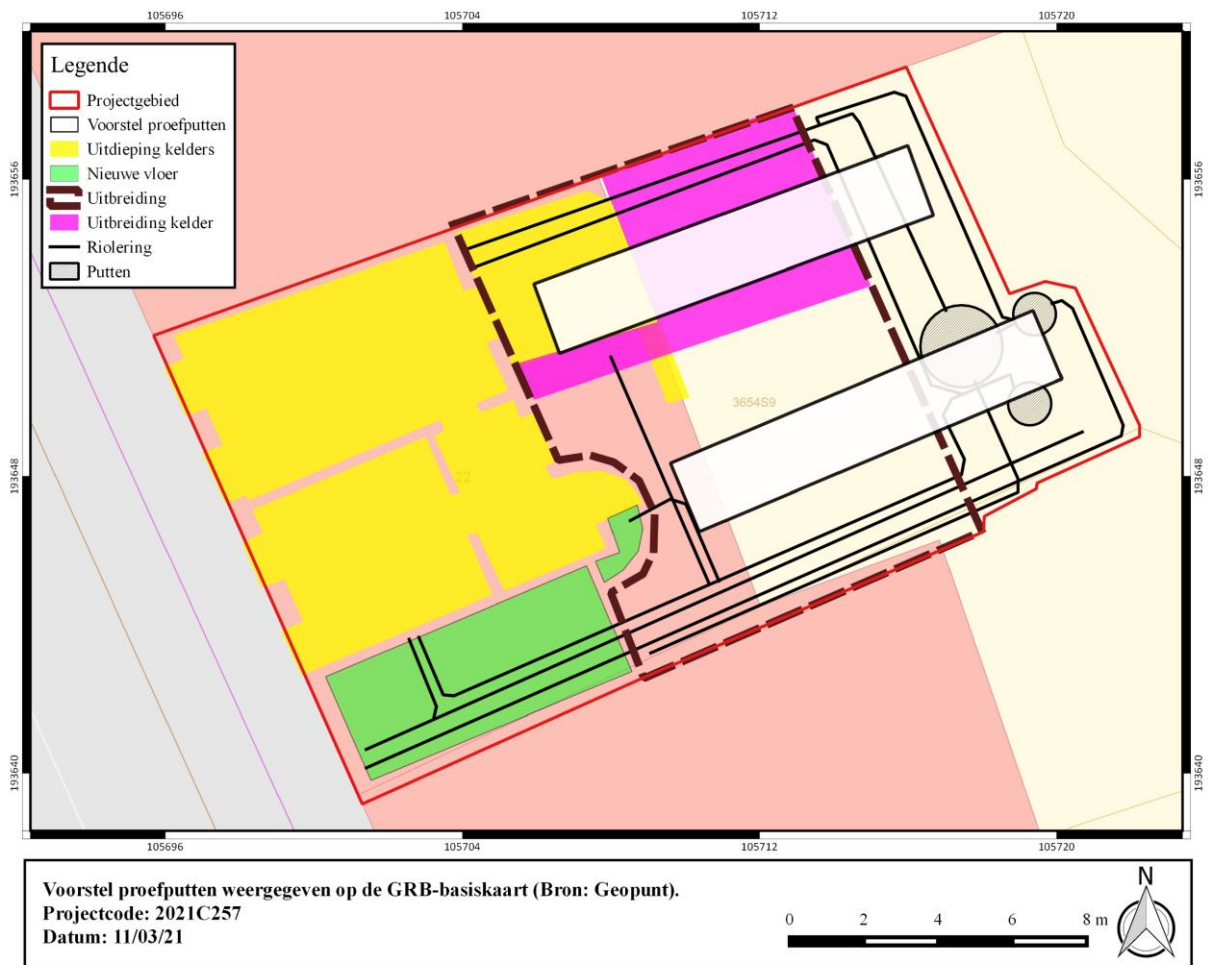 105696 105704 105712 105720
Legende
Projectgebied
Voorstel proefputten
Uitdieping kelders
Nieuwe vloer
Uitbreiding
Uitbreiding kelder
Riolering
Putten
193656 193656
3654S9
22
193648 193648
193640 193640
105696 105704 105712 105720
Voorstel proefputten weergegeven op de GRB-basiskaart (Bron: Geopunt).
Projectcode: 2021C257
Datum: 11/03/21
0 2 4 6 8 m
N